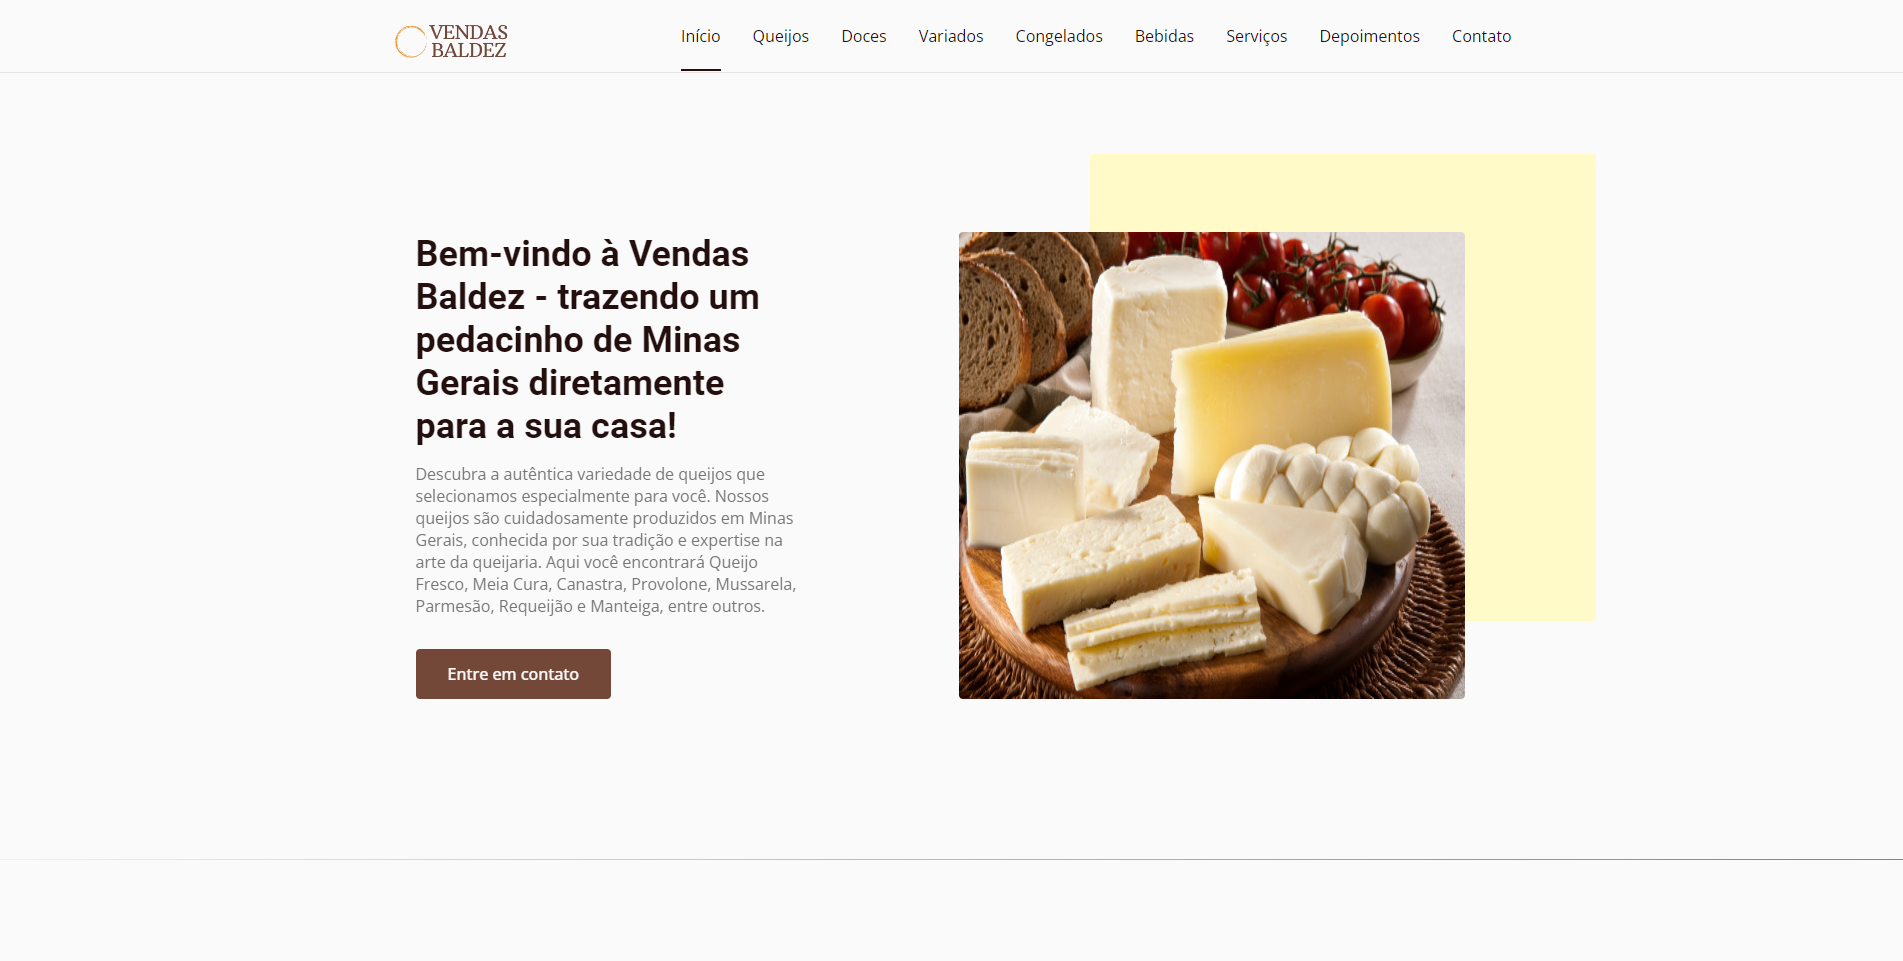 VENDAS
BALDEZ
Início Queijos Doces Variados Congelados Bebidas Serviços Depoimentos Contato
Bem-vindo à Vendas
Baldez - trazendo um
pedacinho de Minas
Gerais diretamente
para a sua casa!
Descubra a autêntica variedade de queijos que
selecionamos especialmente para você. Nossos
queijos são cuidadosamente produzidos em Minas
Gerais, conhecida por sua tradição e expertise na
arte da queijaria. Aqui você encontrará Queijo
Fresco, Meia Cura, Canastra, Provolone, Mussarela,
Parmesão, Requeijão e Manteiga, entre outros.
Entre em contato